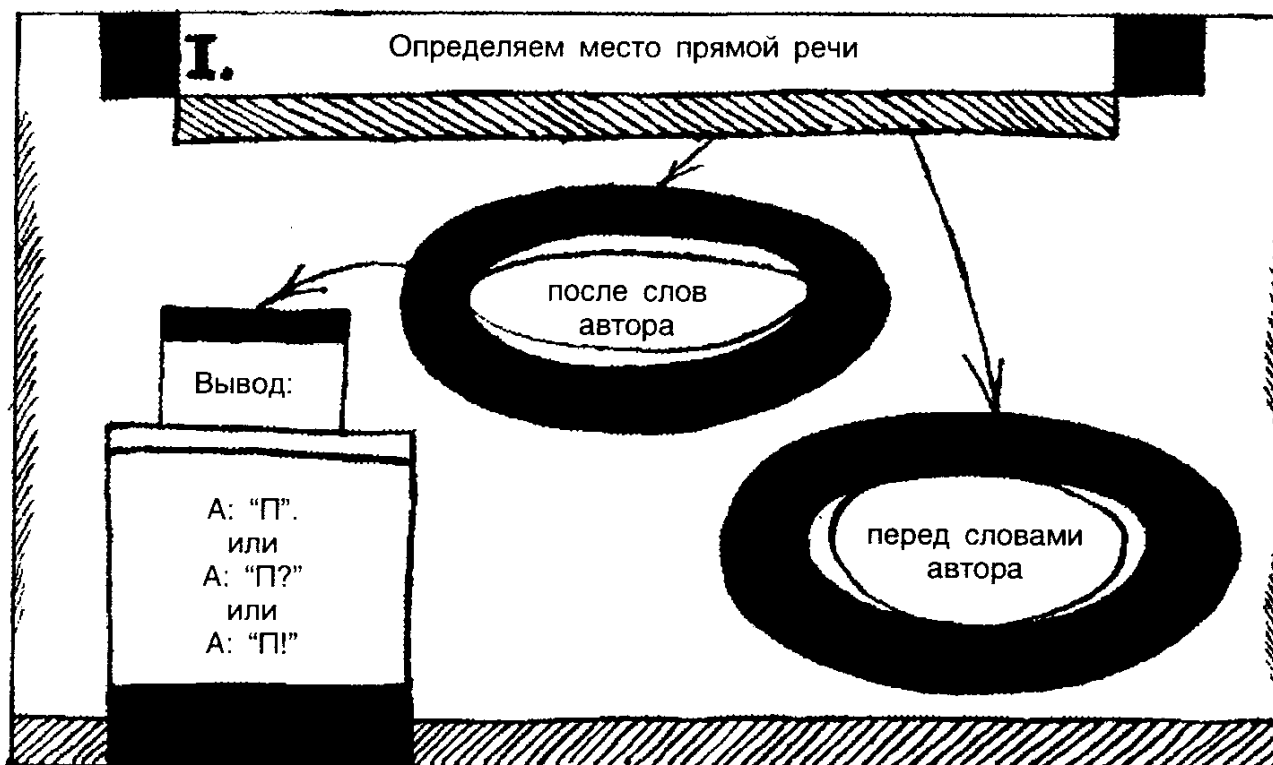 I.
Определяем место прямой речи
после слов
автора
Вывод:
А: “П”.
или
А: “П?”
или
А: “П!”
перед словами
автора